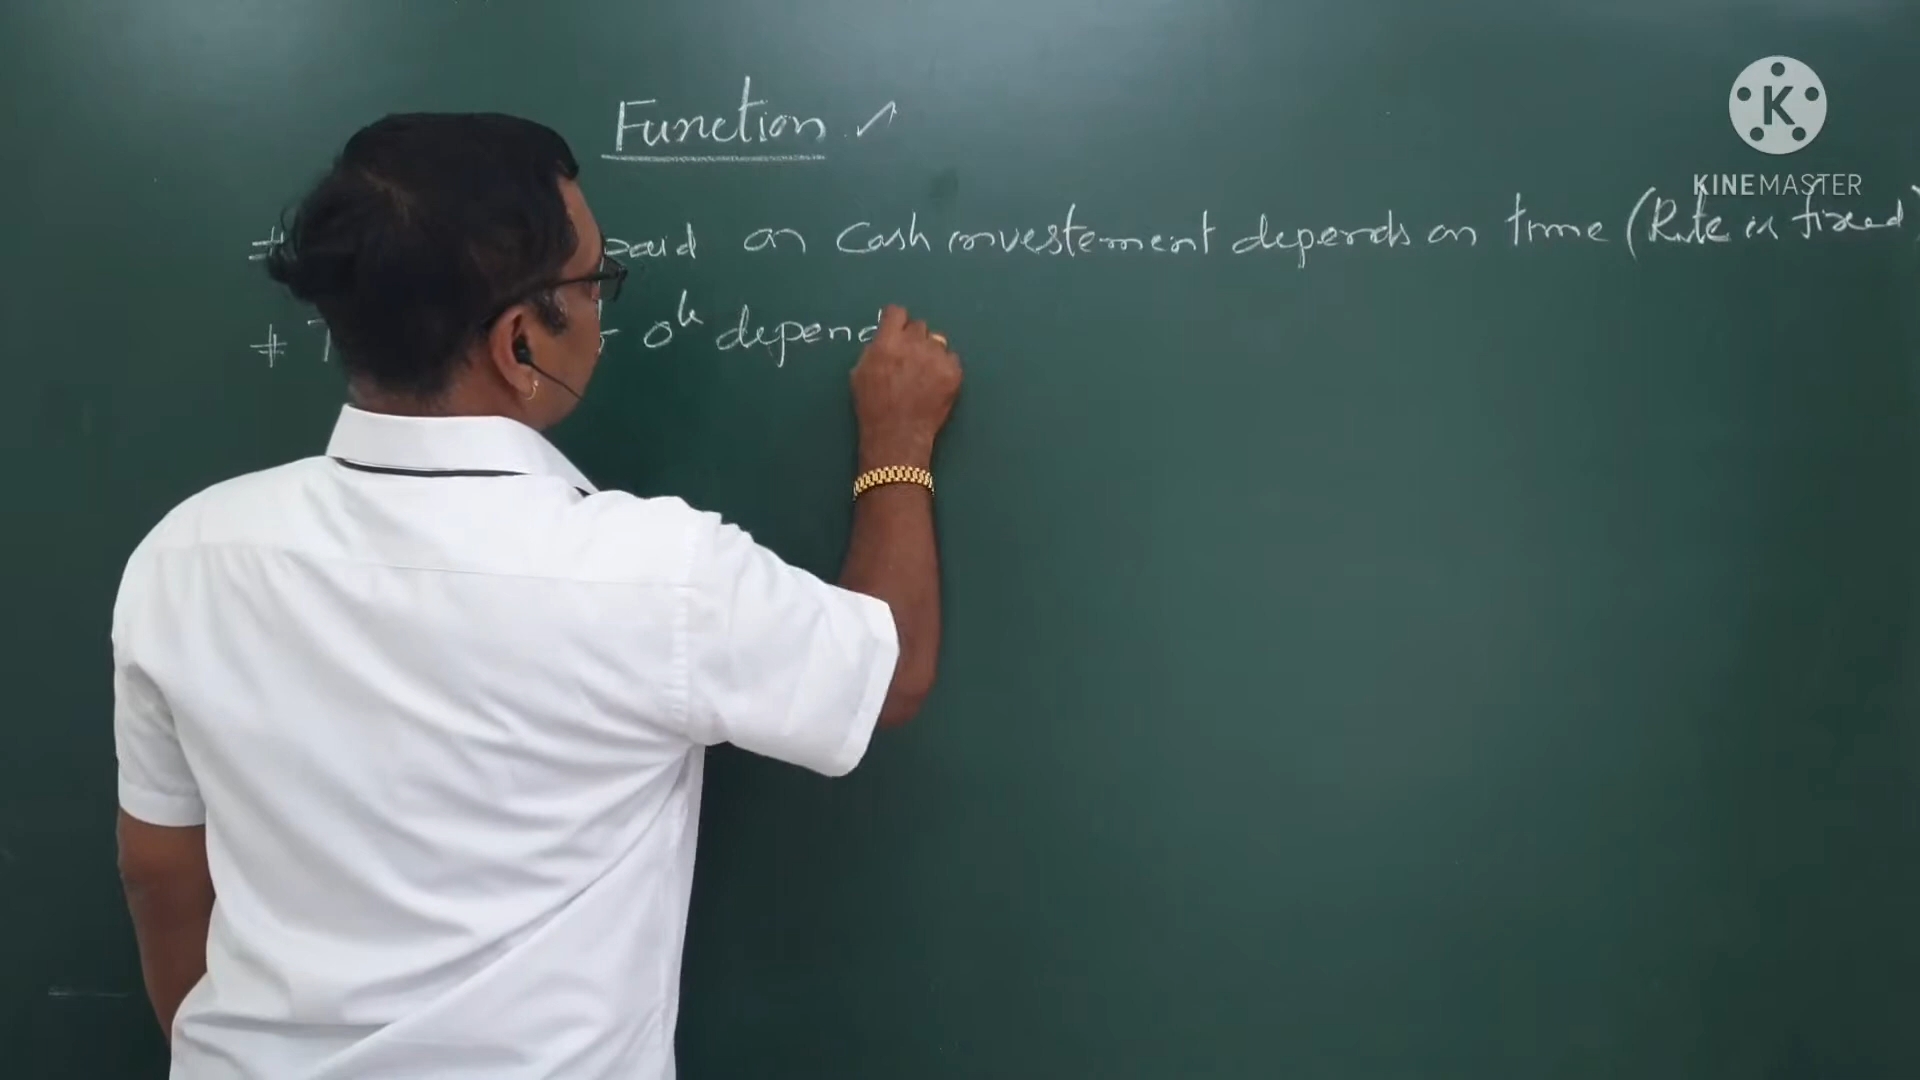 Function
# paid on cash investement depends on time (Rate is fixed)
# depend
KINEMASTER